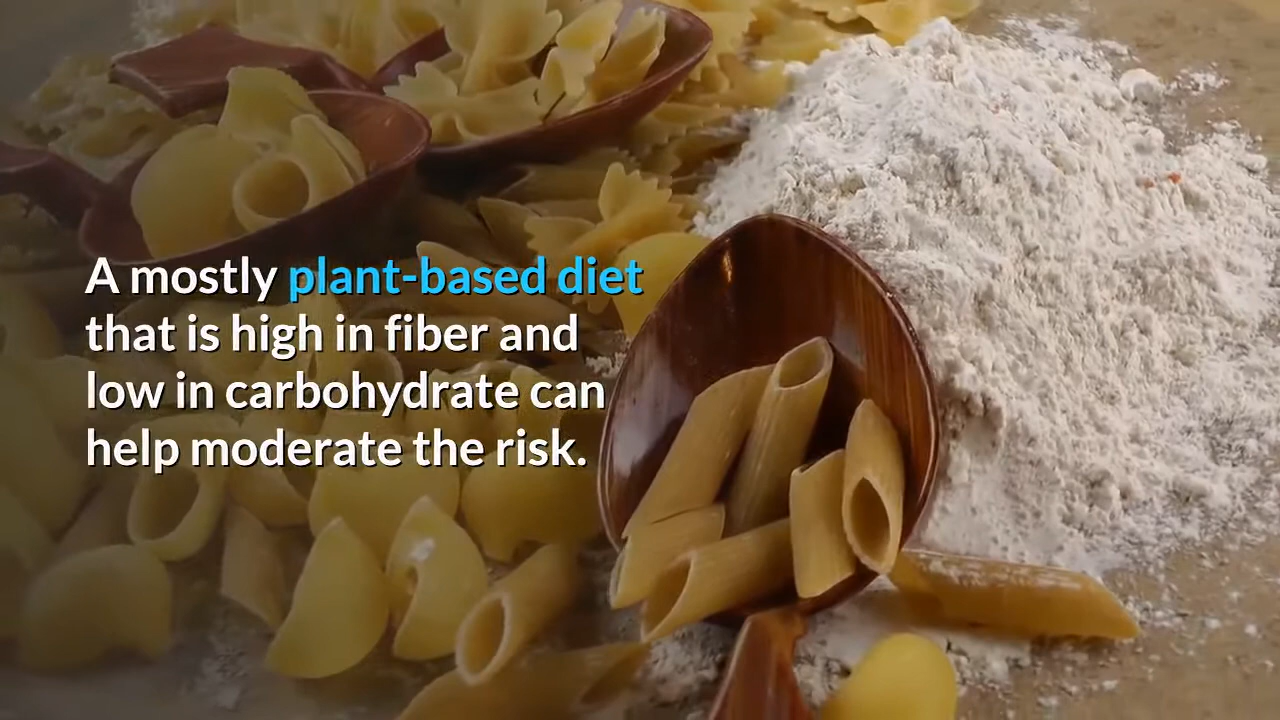 A mostly plant-based diet
that is high in fiber and
low in carbohydrate can
help moderate the risk.